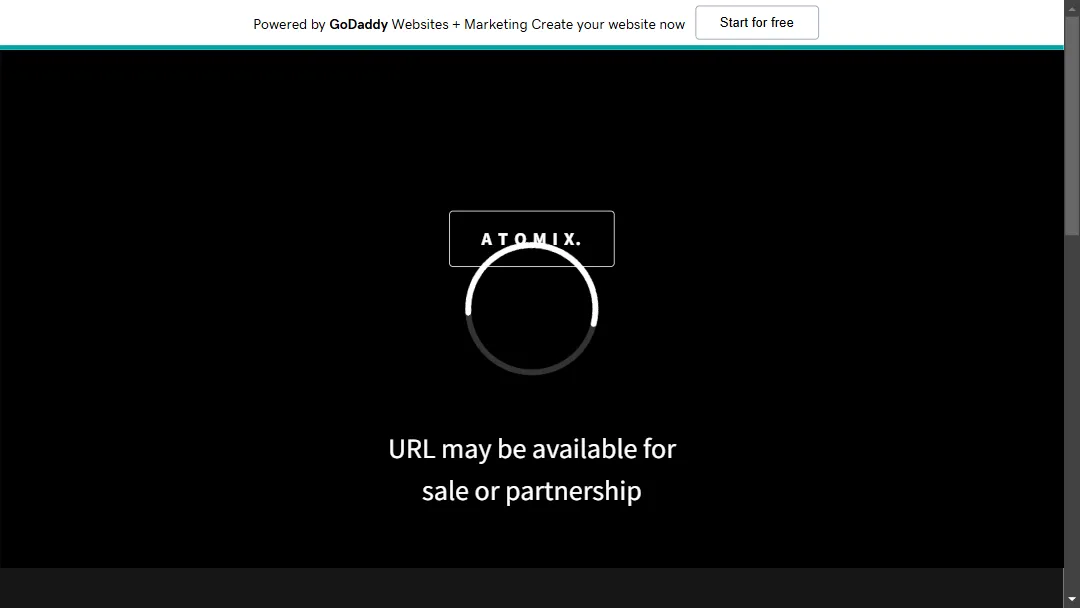 Powered by GoDaddy Websites + Marketing Create your website now
Start for free
ATOMIX.
URL may be available for
sale or partnership